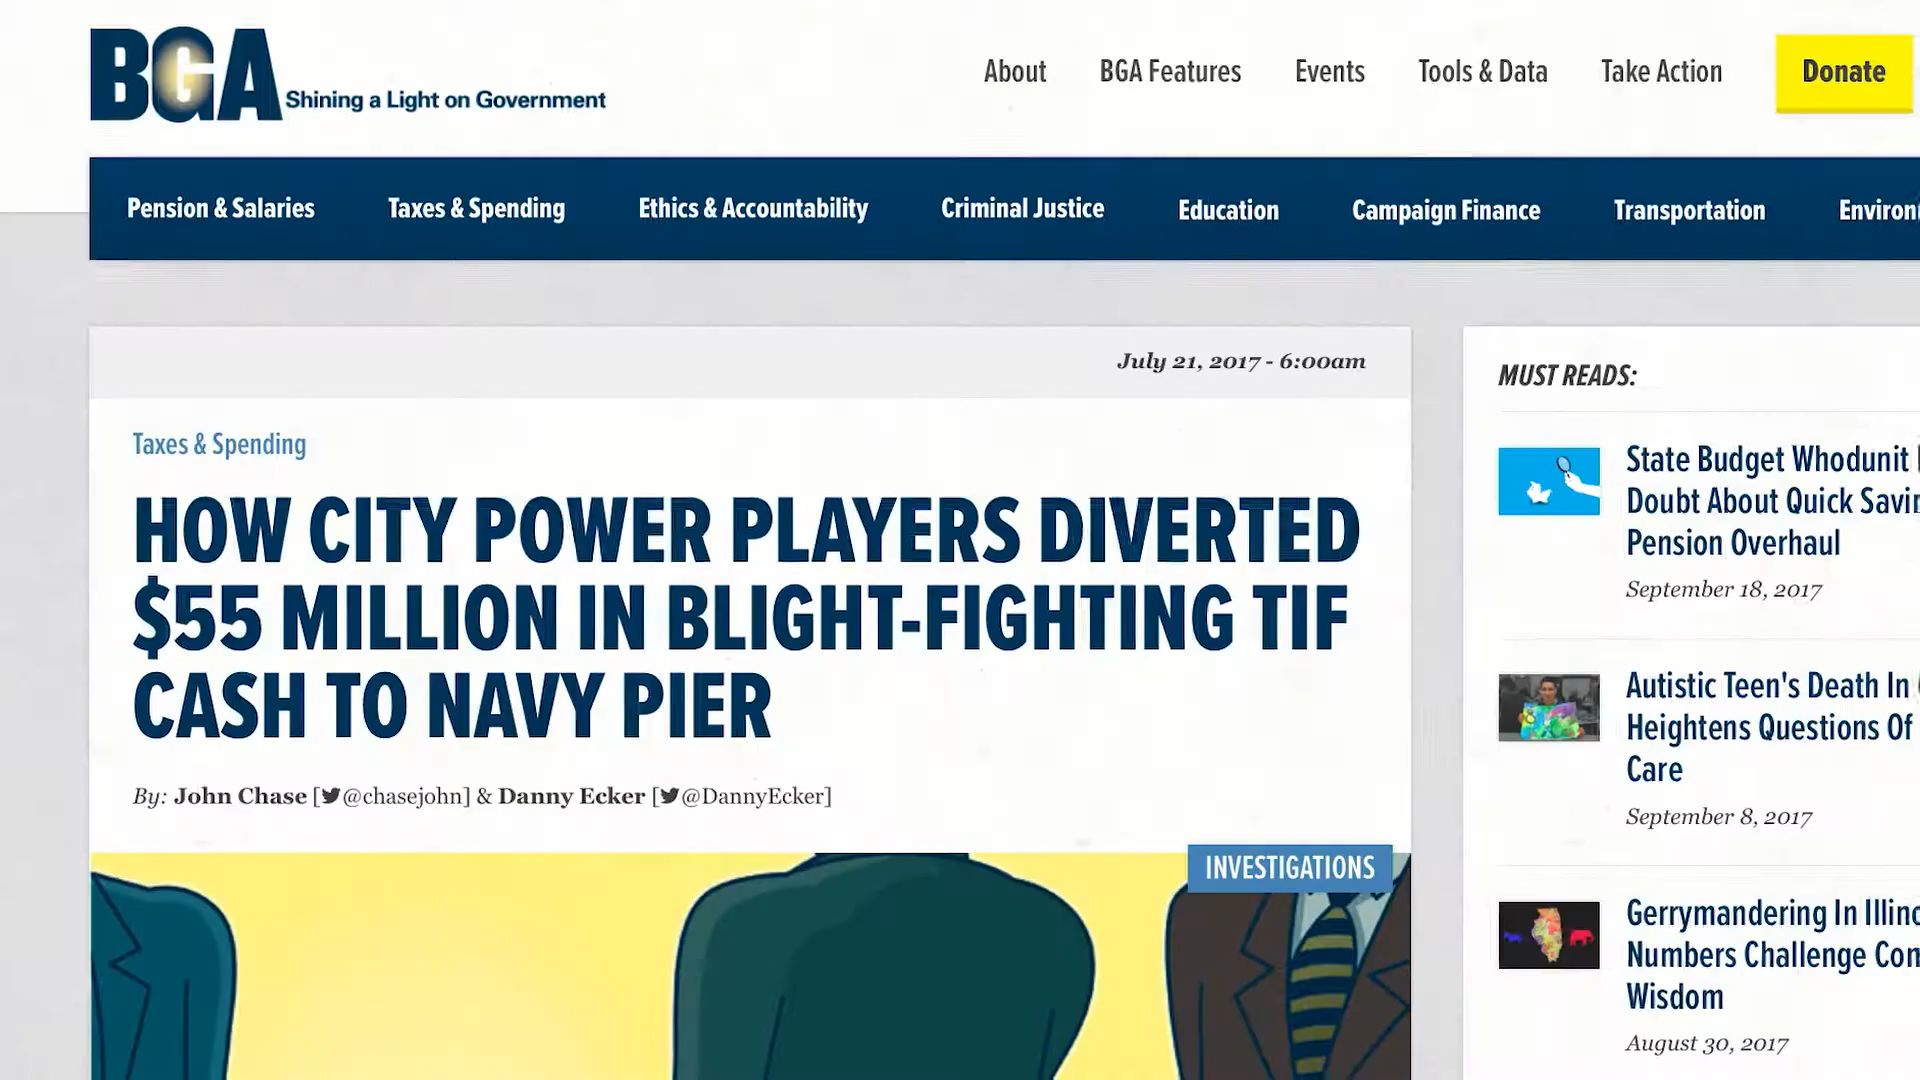 BGA Shining a Light on Government
About BGA Features Events Tools & Data Take Action Donate
Pension & Salaries Taxes & Spending Ethics & Accountability Criminal Justice Education Campaign Finance Transportation
July 21, 2017 - 6:00am
Taxes & Spending
HOW CITY POWER PLAYERS DIVERTED
$55 MILLION IN BLIGHT-FIGHTING TIF
CASH TO NAVY PIER
By: John Chase [@chasejohn] & Danny Ecker [@DannyEcker]
INVESTIGATIONS
MUST READS:
State Budget Whodunit
Doubt About Quick
Pension Overhaul
September 18, 2017
Autistic Teen's Death In
Heightens Questions Of
Care
September 8, 2017
Gerrymandering In
Numbers Challenge
Wisdom
August 30, 2017